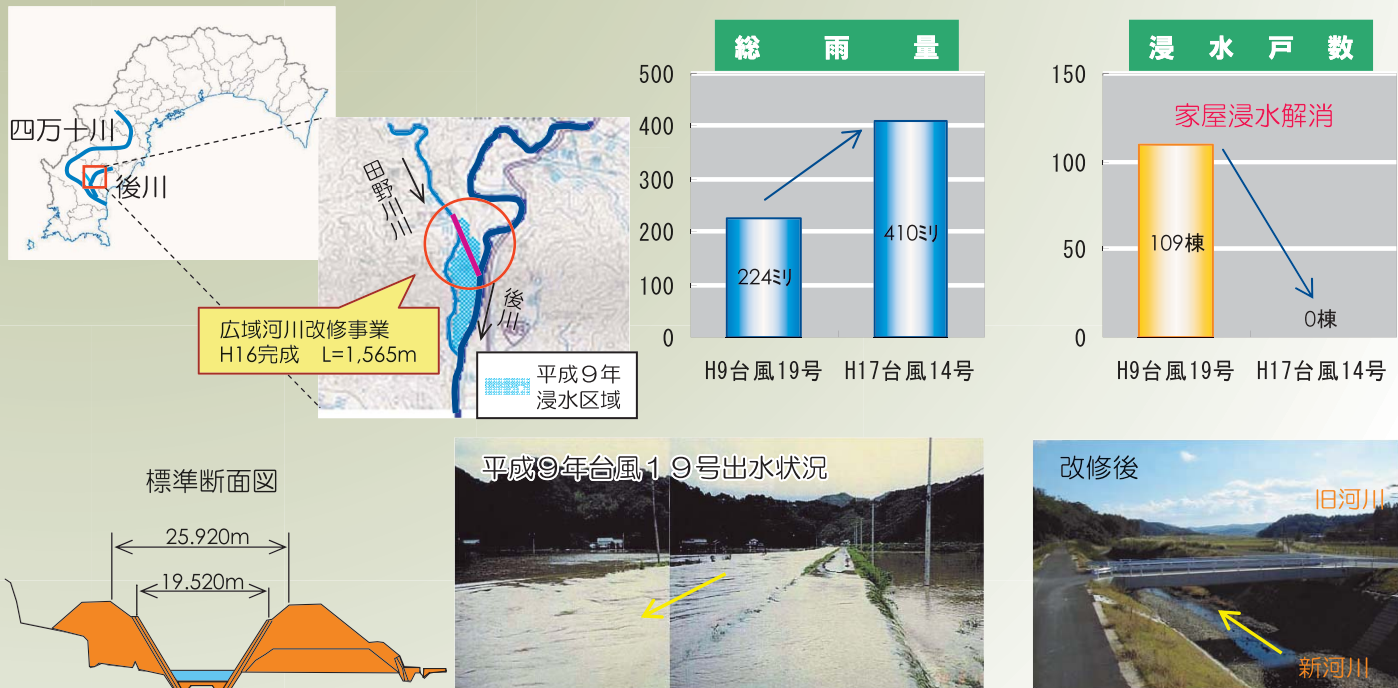 四万十川
後川
田野川川
後川
広域河川改修事業
H16完成 L=1,565m
平成９年
浸水区域
総雨量
500
400
300
200
100
0
224ミリ
410ミリ
H9台風19号 H17台風14号
浸水戸数
150
100
50
0
家屋浸水解消
109棟
0棟
H9台風19号 H17台風14号
標準断面図
25.920m
19.520m
平成９年台風１９号出水状況
改修後
旧河川
新河川